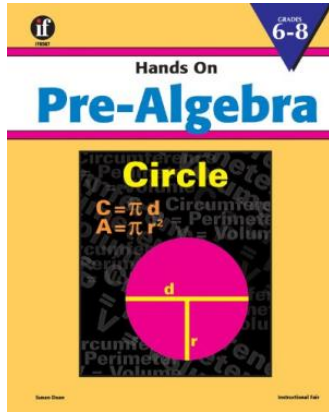 if
GRADES
6-8
Hands On
Pre-Algebra
Circle
C=πd
A=πr²
d
r
Instructional Fair